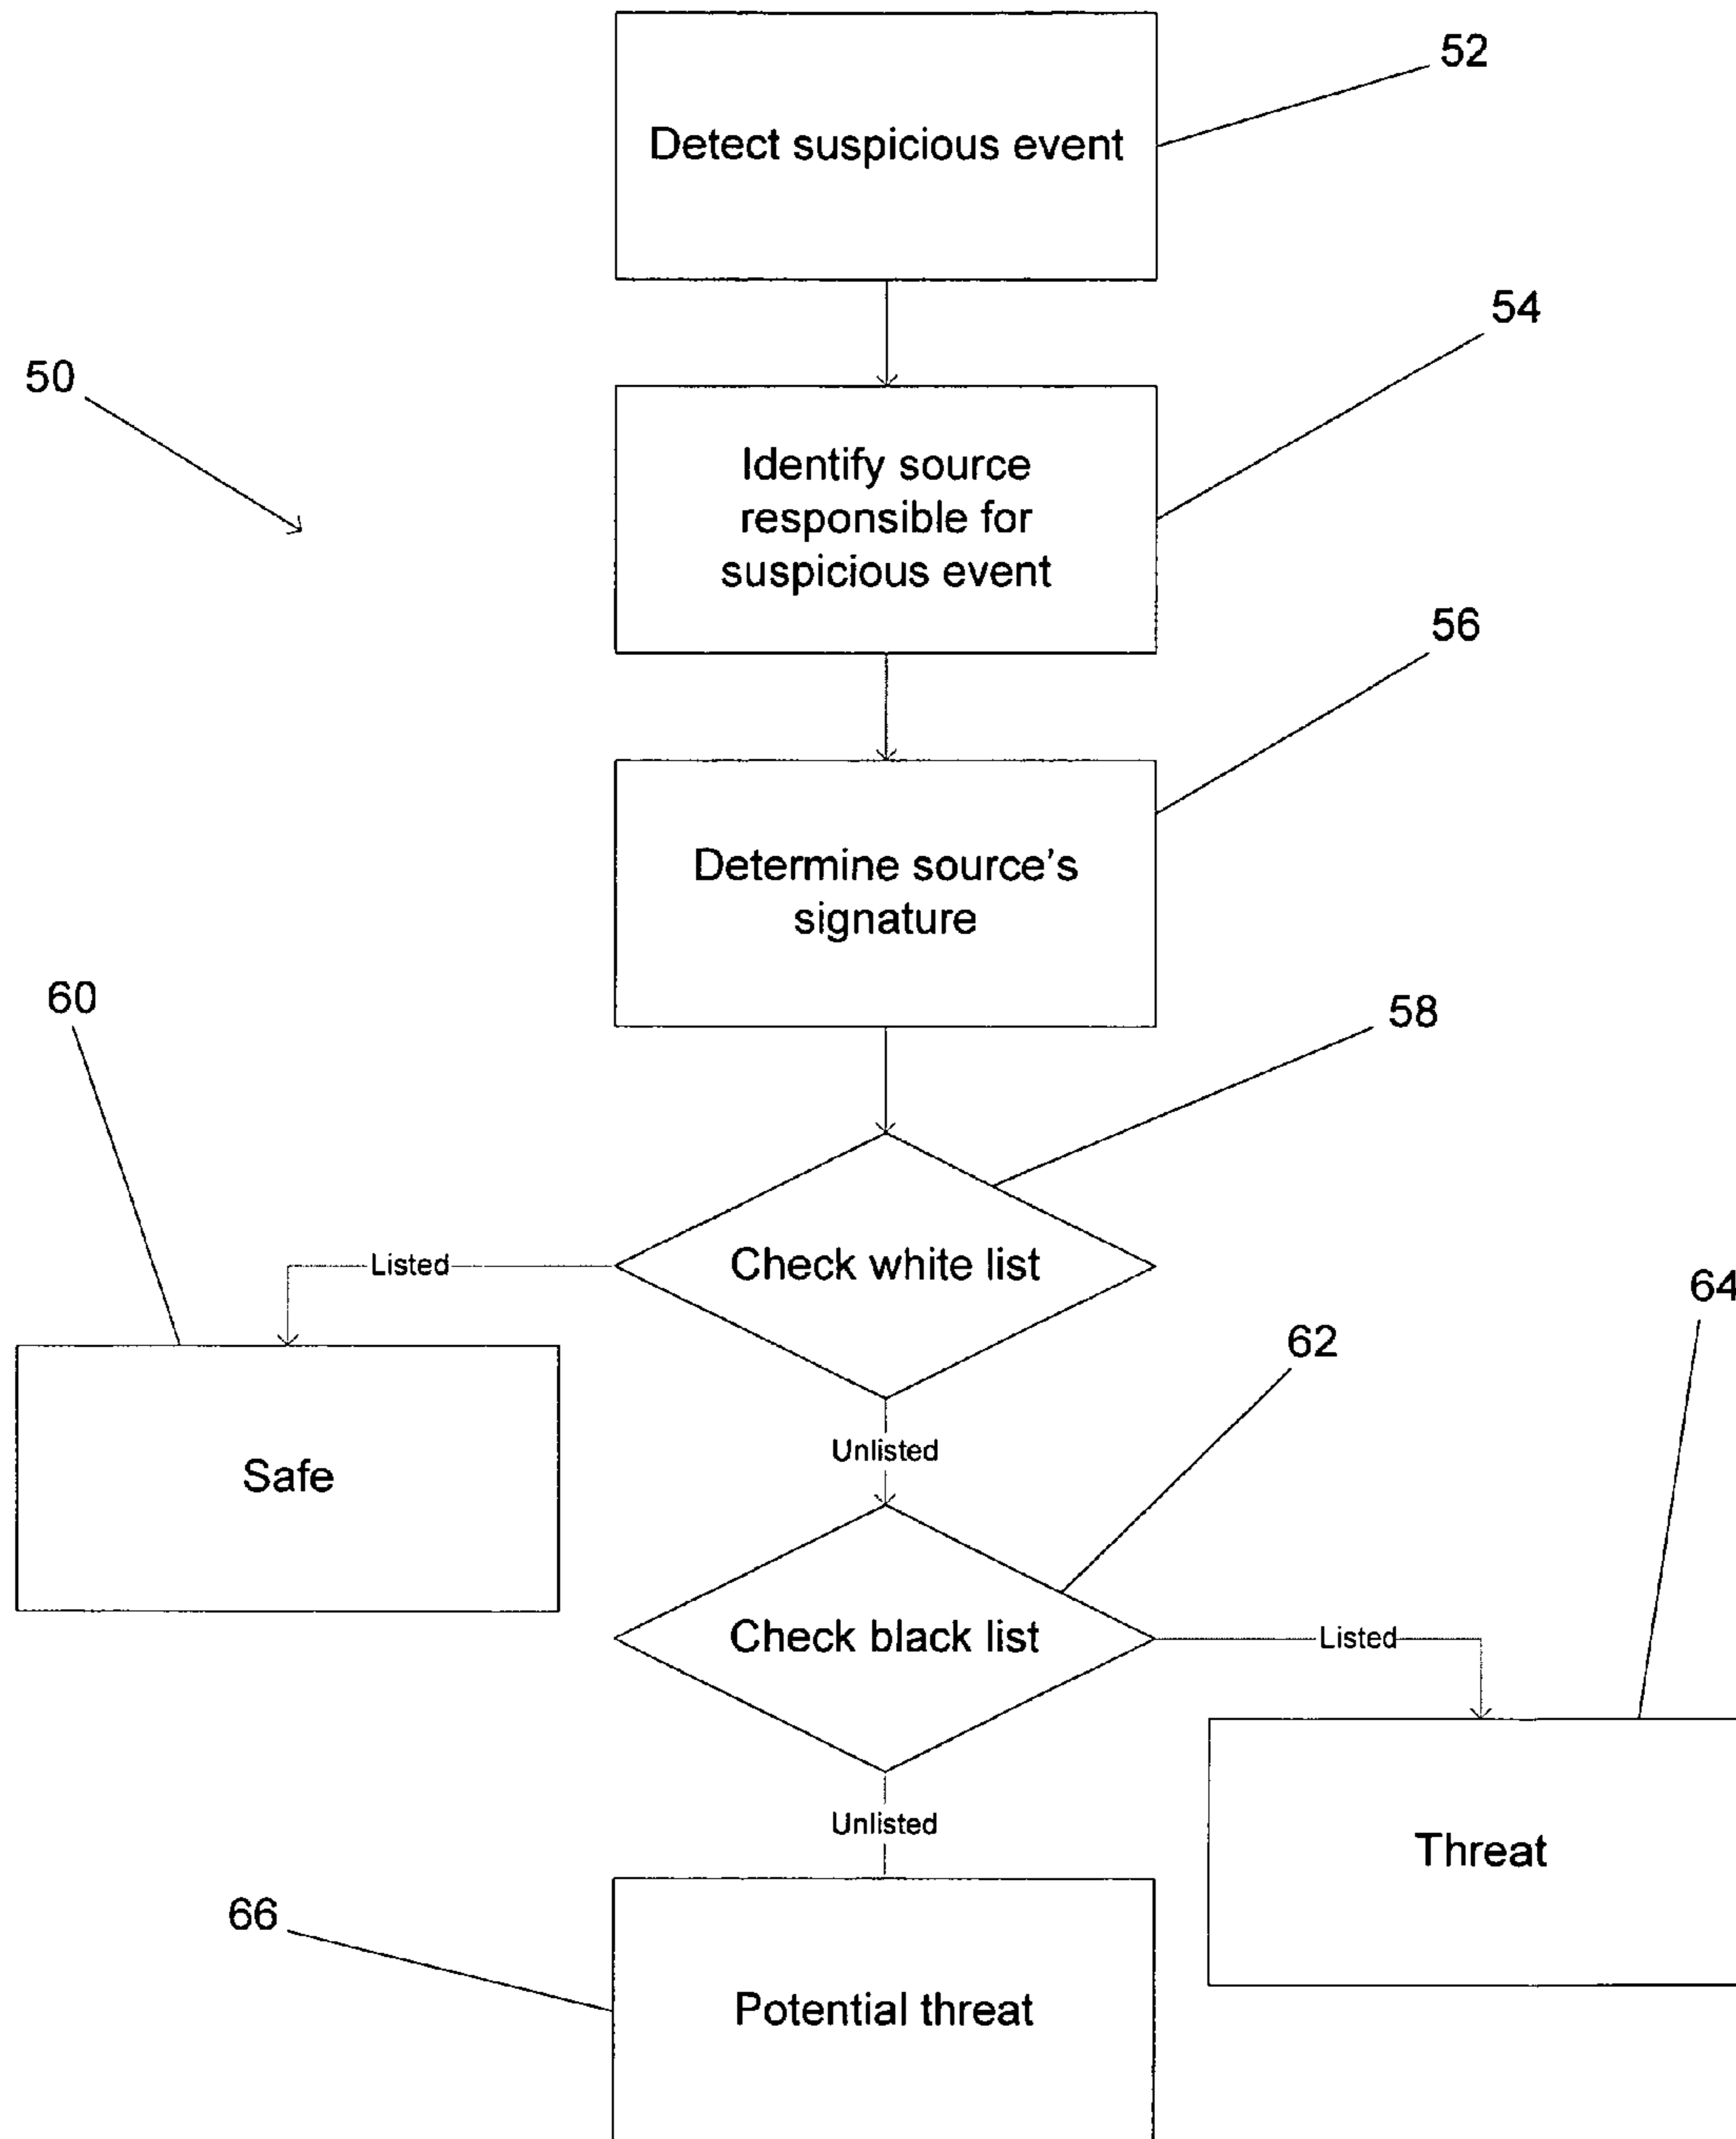 52
Detect suspicious event
54
50
Identify source
responsible for
suspicious event
56
Determine source's
signature
60
58
Listed
Check white list
64
62
Unlisted
Safe
Check black list
Listed
Unlisted
Threat
66
Potential threat